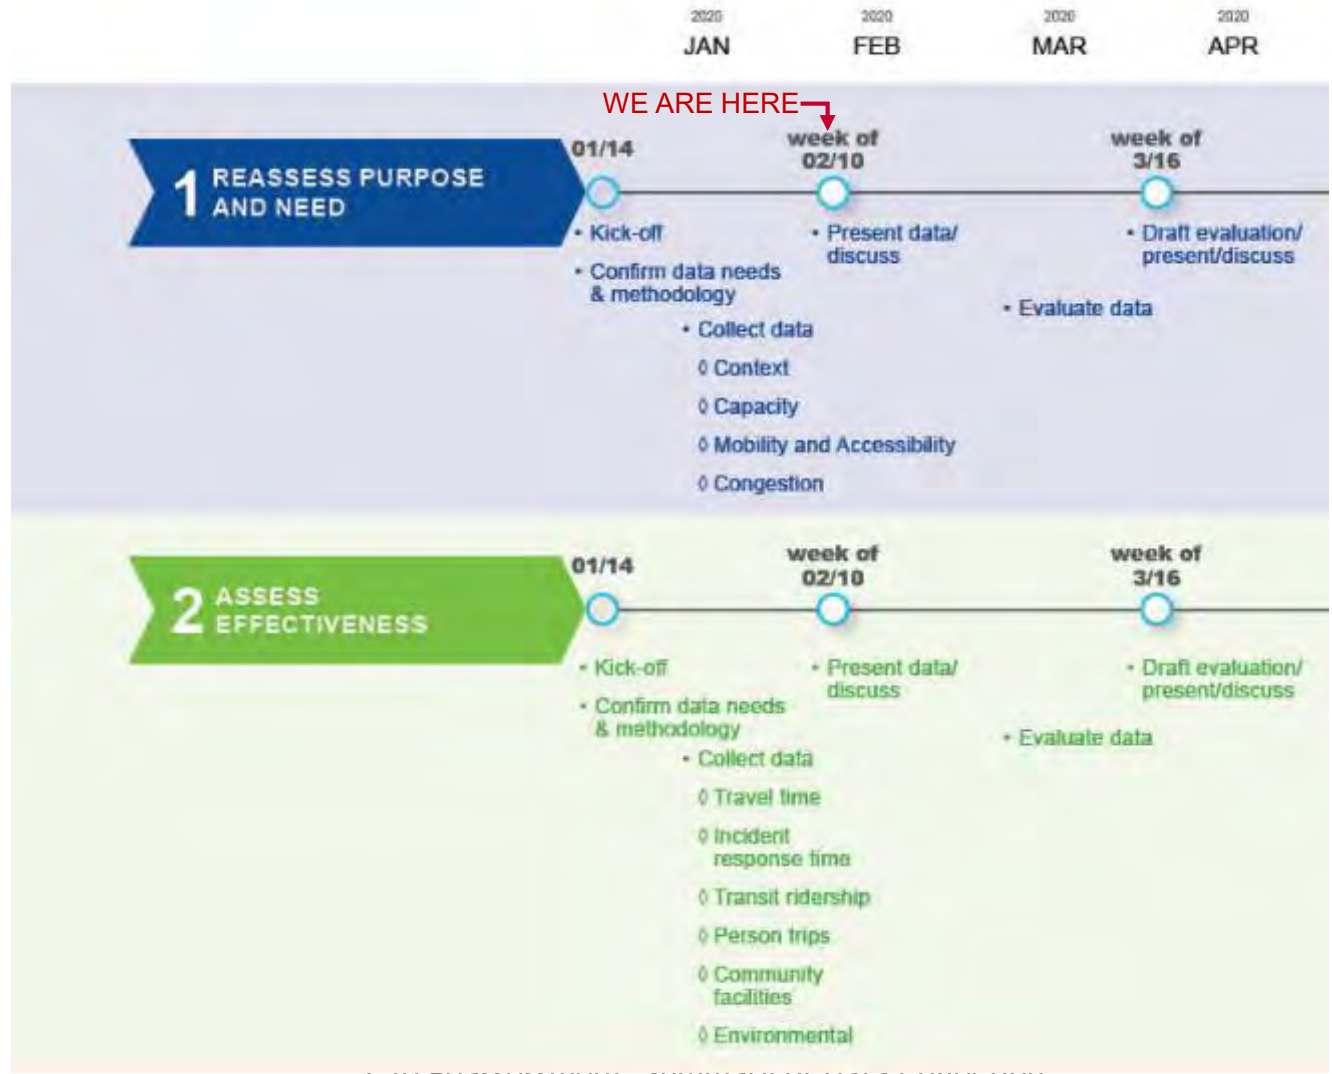 2020 2020 2020 2020
JAN FEB MAR APR
WE ARE HERE
1 REASSESS PURPOSE
AND NEED
01/14
week of
02/10
week of
3/16
• Kick-off
• Confirm data needs
& methodology
• Collect data
◊ Context
◊ Capacity
◊ Mobility and Accessibility
◊ Congestion
• Present data/
discuss
• Evaluate data
• Draft evaluation/
present/discuss
2 ASSESS
EFFECTIVENESS
01/14
week of
02/10
week of
3/16
• Kick-off
• Confirm data needs
& methodology
• Collect data
◊ Travel time
◊ Incident
response time
◊ Transit ridership
◊ Person trips
◊ Community
facilities
◊ Environmental
• Present data/
discuss
• Evaluate data
• Draft evaluation/
present/discuss